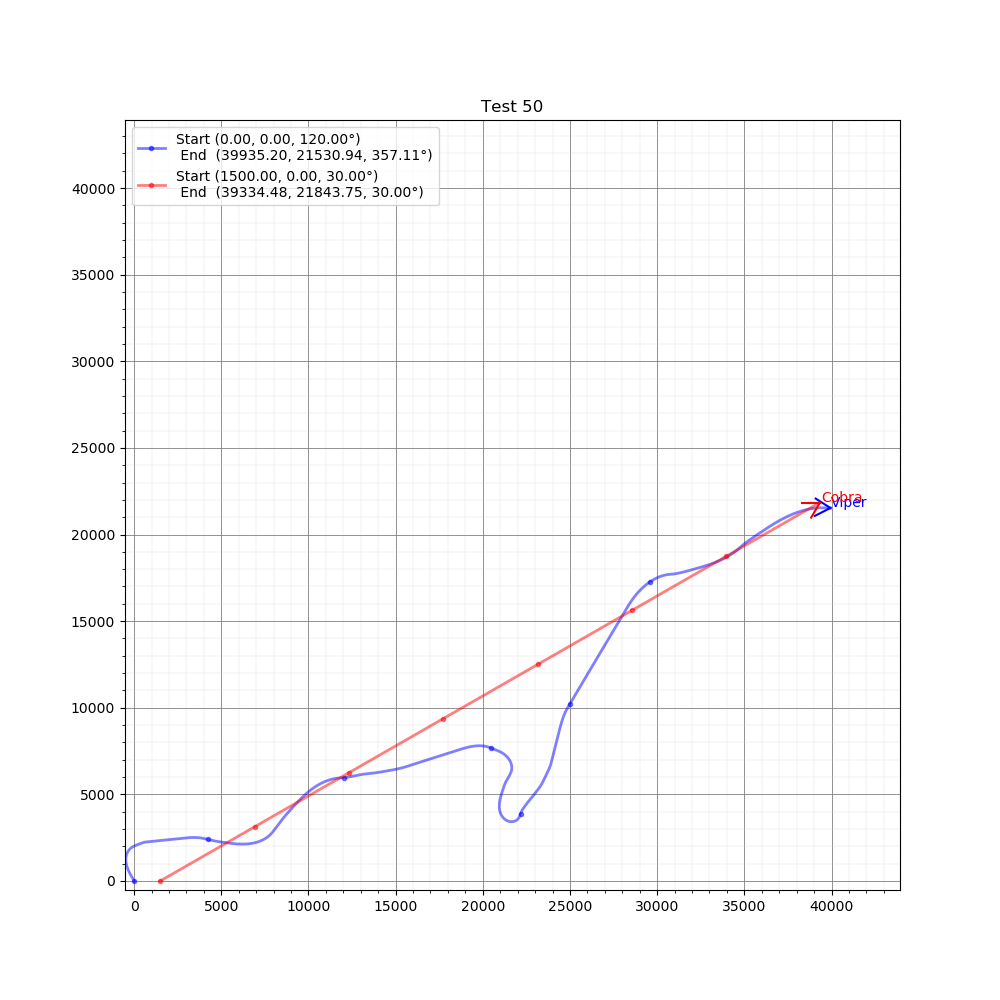 Test 50
Start (0.00, 0.00, 120.00°)
End  (39935.20, 21530.94, 357.11°)
Start (1500.00, 0.00, 30.00°)
End  (39334.48, 21843.75, 30.00°)
40000
35000
30000
25000
20000
15000
10000
5000
0
Cobra
Viper
0 5000 10000 15000 20000 25000 30000 35000 40000